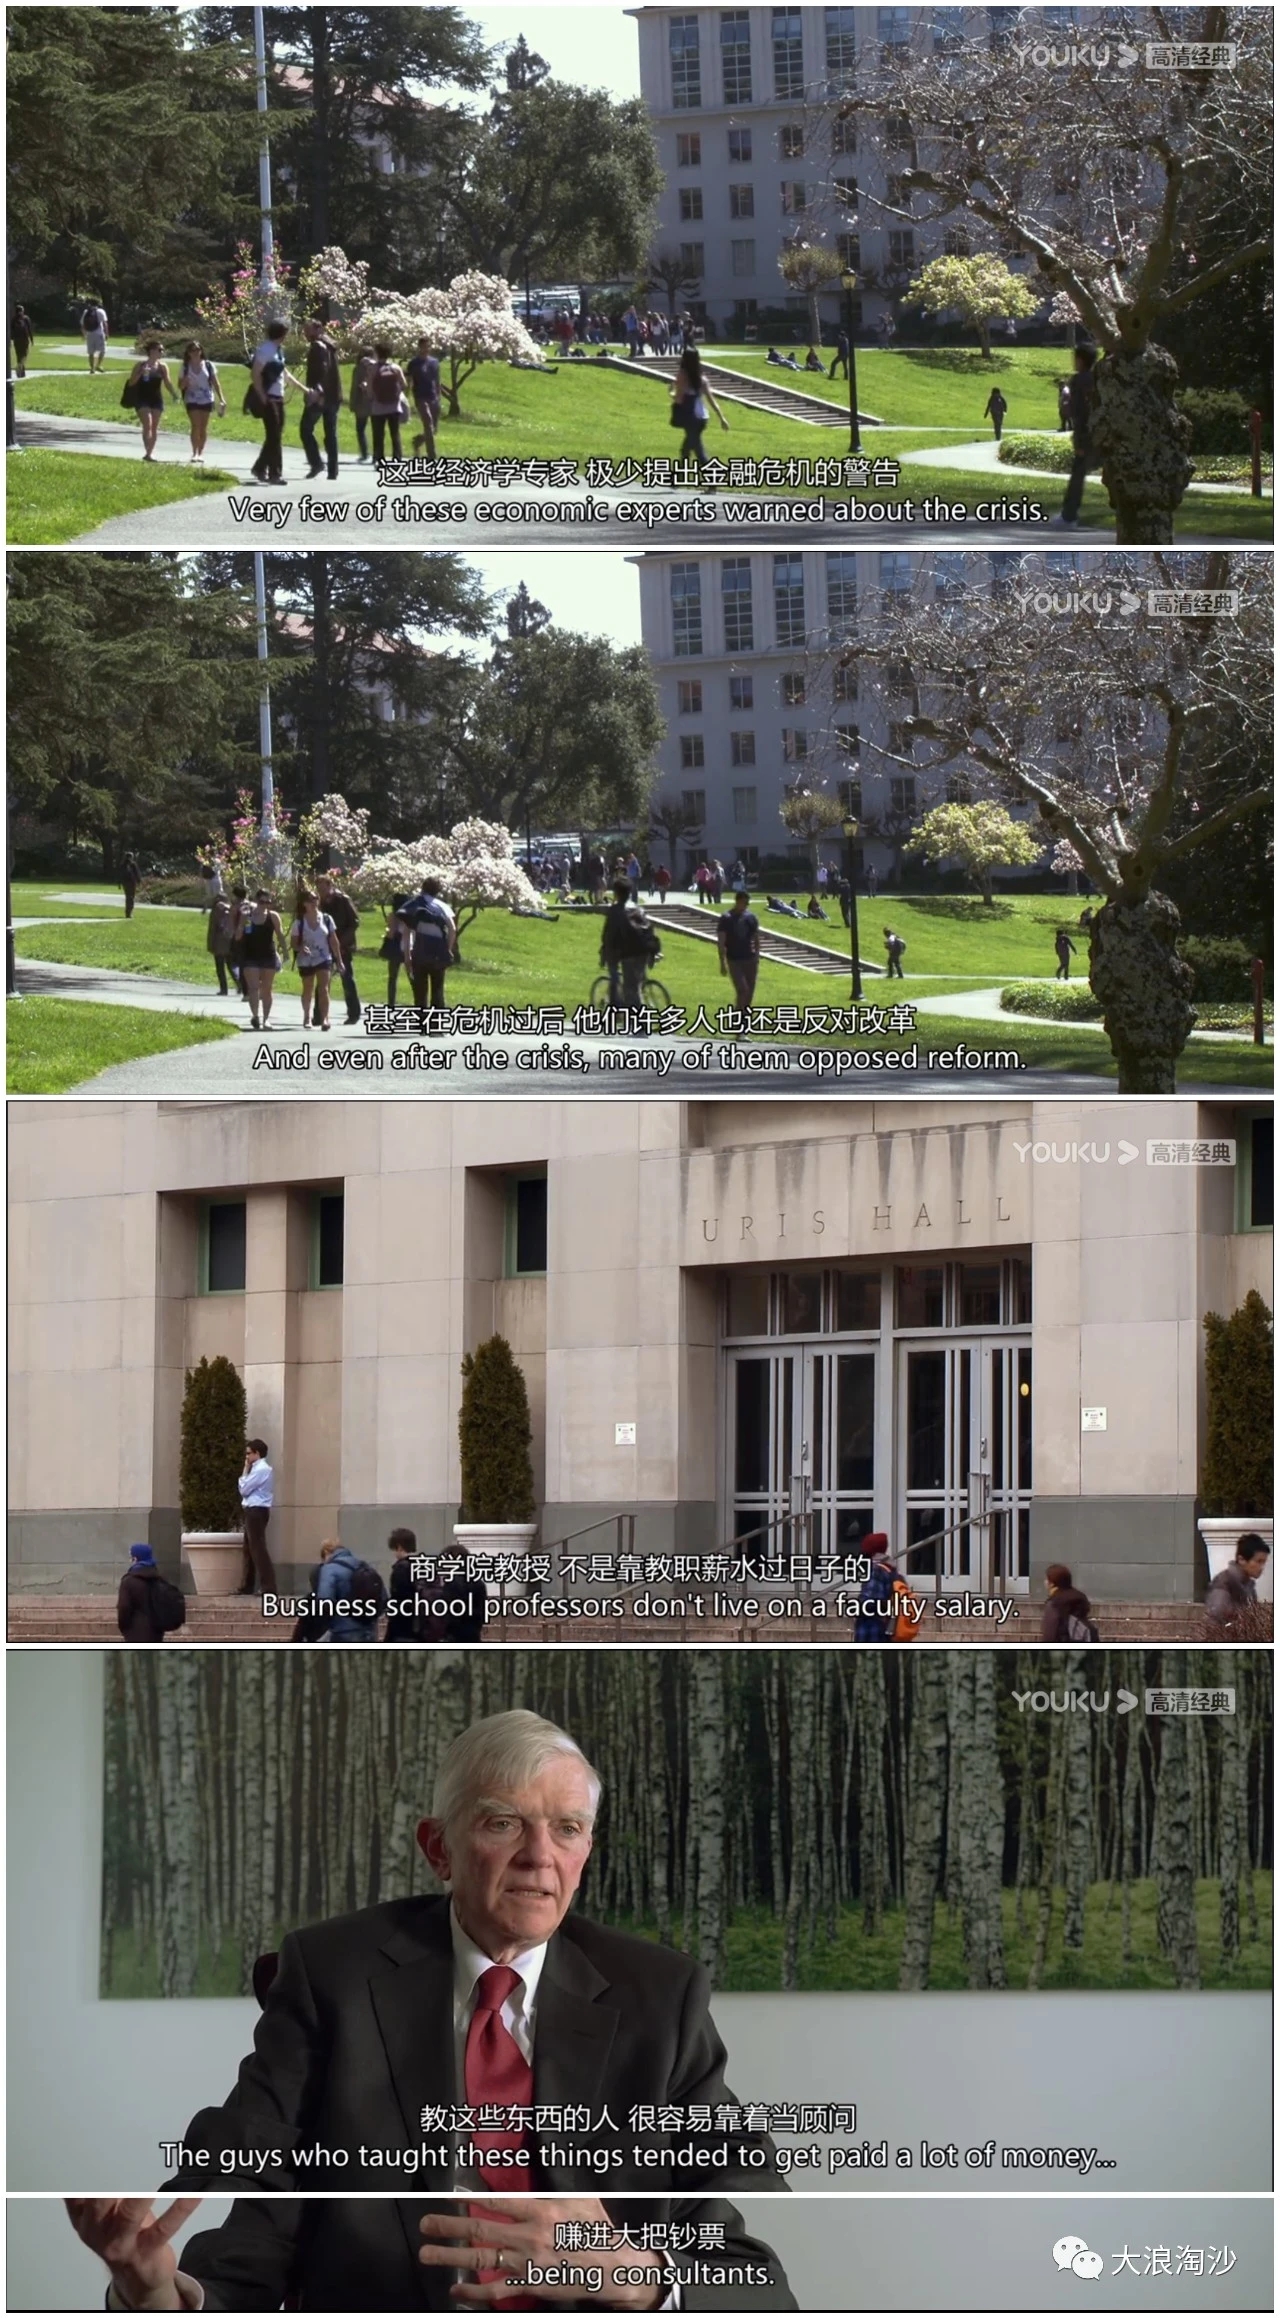 YOUKU 高清经典
这些经济学专家 极少提出金融危机的警告
Very few of these economic experts warned about the crisis.
YOUKU 高清经典
甚至在危机过后 他们许多人也还是反对改革
And even after the crisis, many of them opposed reform.
YOUKU 高清经典
URIS HALL
商学院教授 不是靠教职薪水过日子的
Business school professors don't live on a faculty salary.
YOUKU 高清经典
教这些东西的人 很容易靠着当顾问
The guys who taught these things tended to get paid a lot of money...
赚进大把钞票
...being consultants.
大浪淘沙